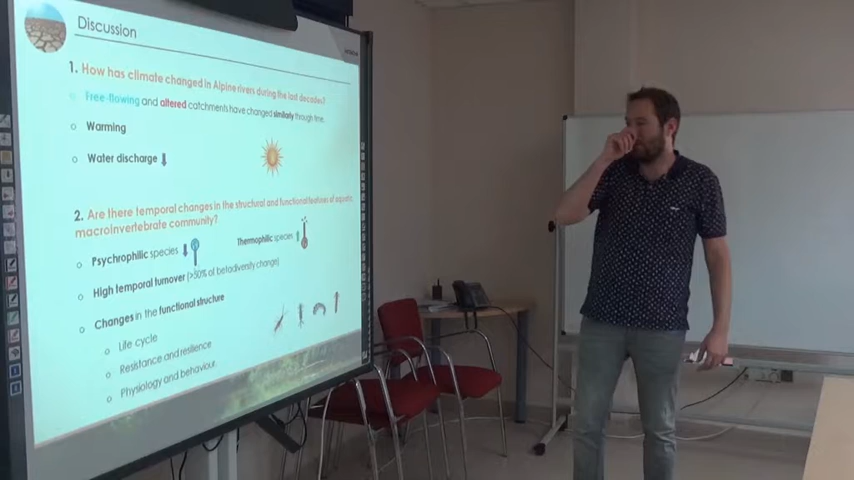 Discussion
1. How has climate changed in Alpine rivers during the last decades?
Free-flowing and altered catchments have changed similarly through time.
Warming
Water discharge
2. Are there temporal changes in the structural and functional features of aquatic
macroinvertebrate community?
Psychrophilic species
Thermophilic species
High temporal turnover (>50% of betadiversity change)
Changes in the functional structure
Life cycle
Resistance and resilience
Physiology and behaviour